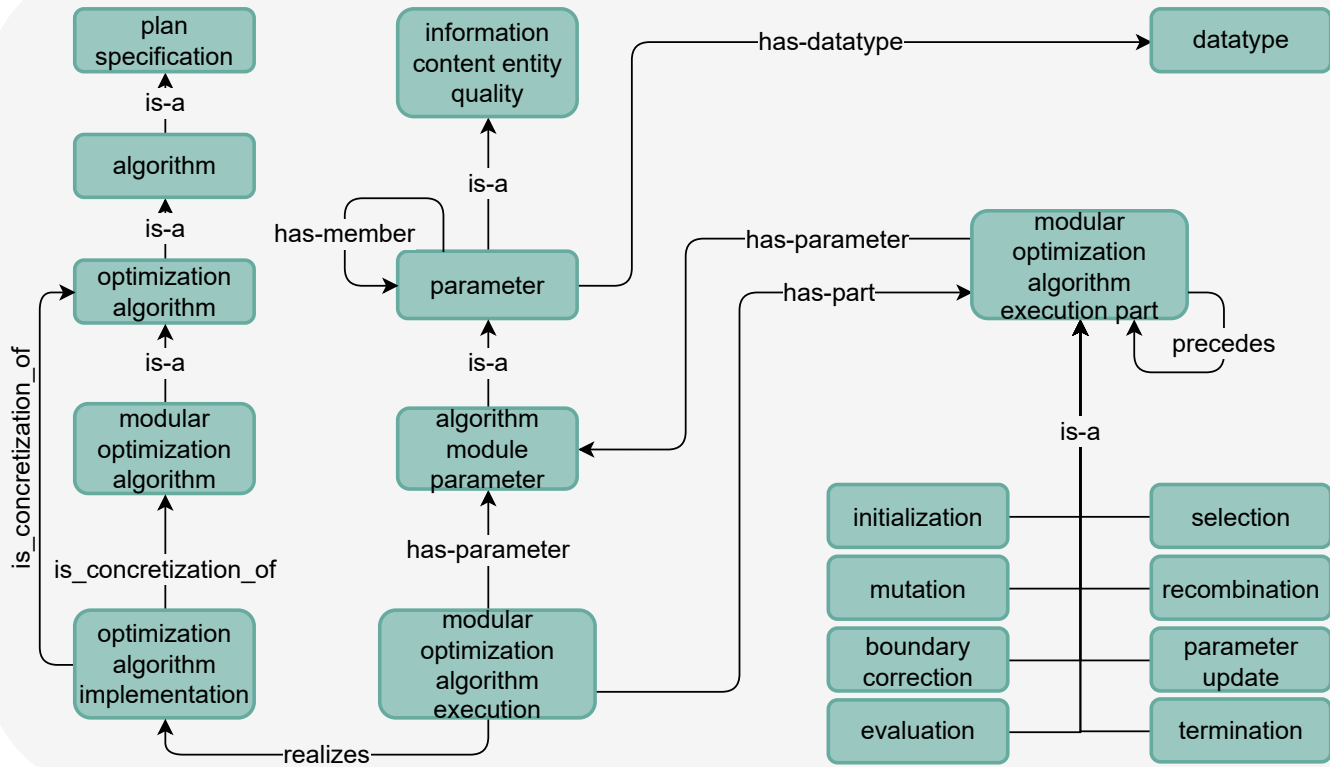 plan
specification
is-a
algorithm
is-a
optimization
algorithm
is-a
modular
optimization
algorithm
is_concretization_of
is_concretization_of
optimization
algorithm
implementation
realizes
information
content entity
quality
is-a
has-member
parameter
is-a
algorithm
module
parameter
has-parameter
modular
optimization
algorithm
execution
has-datatype
datatype
has-parameter
has-part
modular
optimization
algorithm
execution part
precedes
is-a
initialization
selection
mutation
recombination
boundary
correction
parameter
update
evaluation
termination